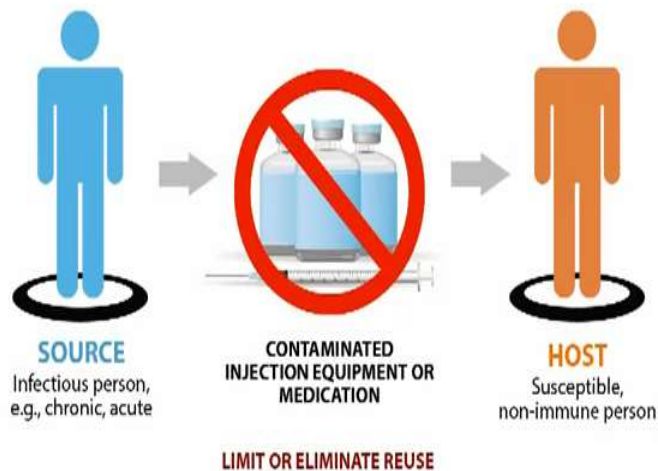 SOURCE
Infectious person,
e.g., chronic, acute
CONTAMINATED
INJECTION EQUIPMENT OR
MEDICATION
HOST
Susceptible,
non-immune person
LIMIT OR ELIMINATE REUSE